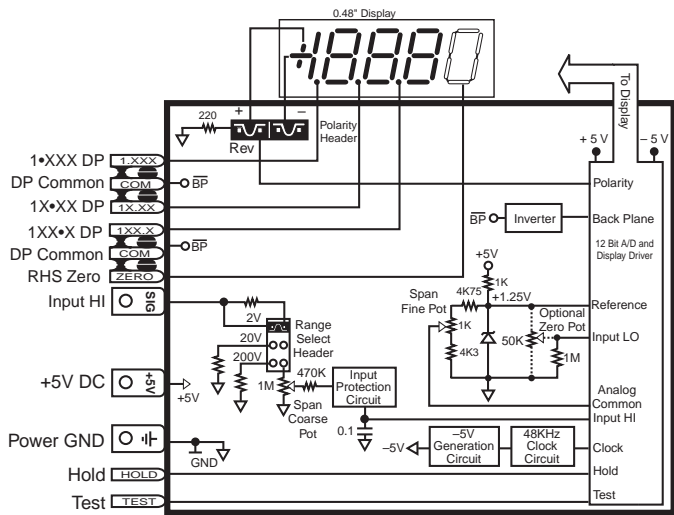 0.48" Display
To Display
220
+
–
Rev
Polarity
Header
+ 5 V
– 5 V
1•XXX DP
1.XXX
DP Common
COM
BP
1X•XX DP
1X.XX
1XX•X DP
1XX.X
DP Common
COM
BP
RHS Zero
ZERO
Input HI
SIG
+5V DC
+5V
+5V
Power GND
GND
Hold
HOLD
Test
TEST
2V
20V
200V
Range
Select
Header
1M
470K
Span
Coarse
Pot
Input
Protection
Circuit
0.1
BP
Inverter
+5V
1K
+1.25V
4K75
Span
Fine Pot
1K
4K3
50K
Optional
Zero Pot
1M
–5V
–5V
Generation
Circuit
48KHz
Clock
Circuit
Polarity
Back Plane
12 Bit A/D and
Display Driver
Reference
Input LO
Analog
Common
Input HI
Clock
Hold
Test